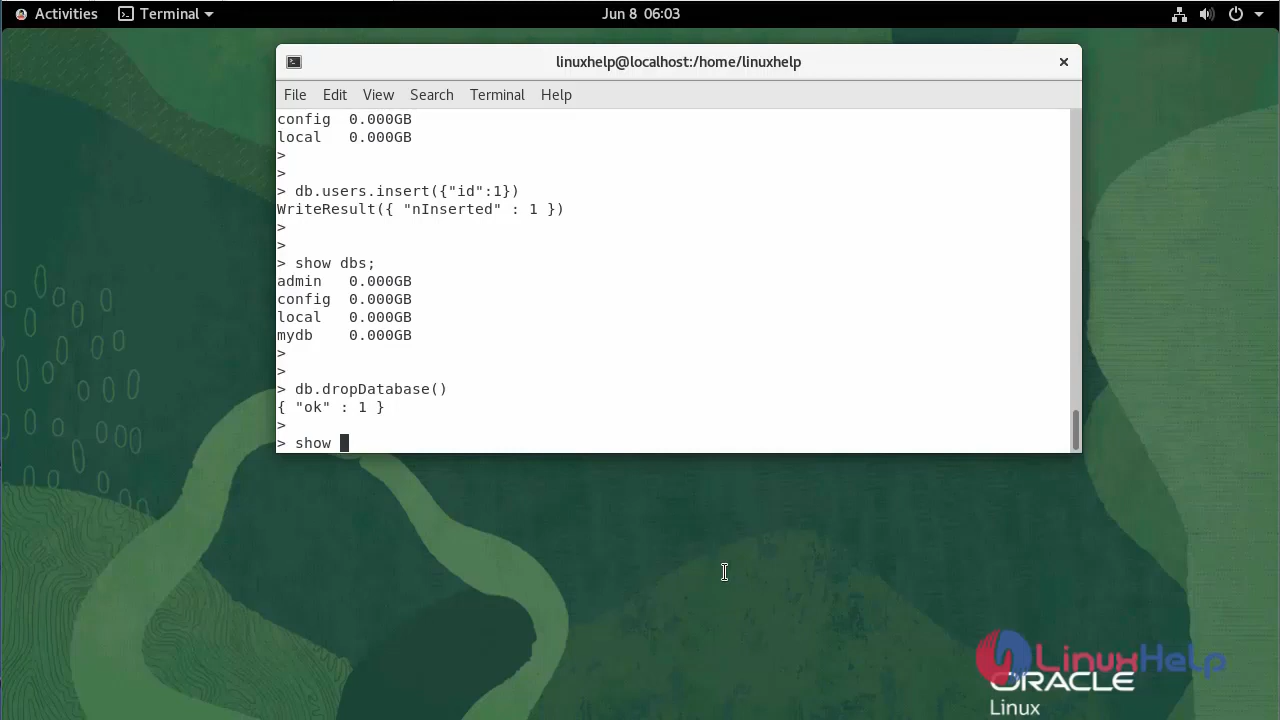 Activities Terminal Jun 8 06:03
linuxhelp@localhost:/home/linuxhelp
File Edit View Search Terminal Help
config 0.000GB
local 0.000GB
>
>
> db.users.insert({"id":1})
WriteResult({ "nInserted" : 1 })
>
>
> show dbs;
admin 0.000GB
config 0.000GB
local 0.000GB
mydb 0.000GB
>
>
> db.dropDatabase()
{ "ok" : 1 }
>
> show
LinuxHelp
ORACLE
Linux